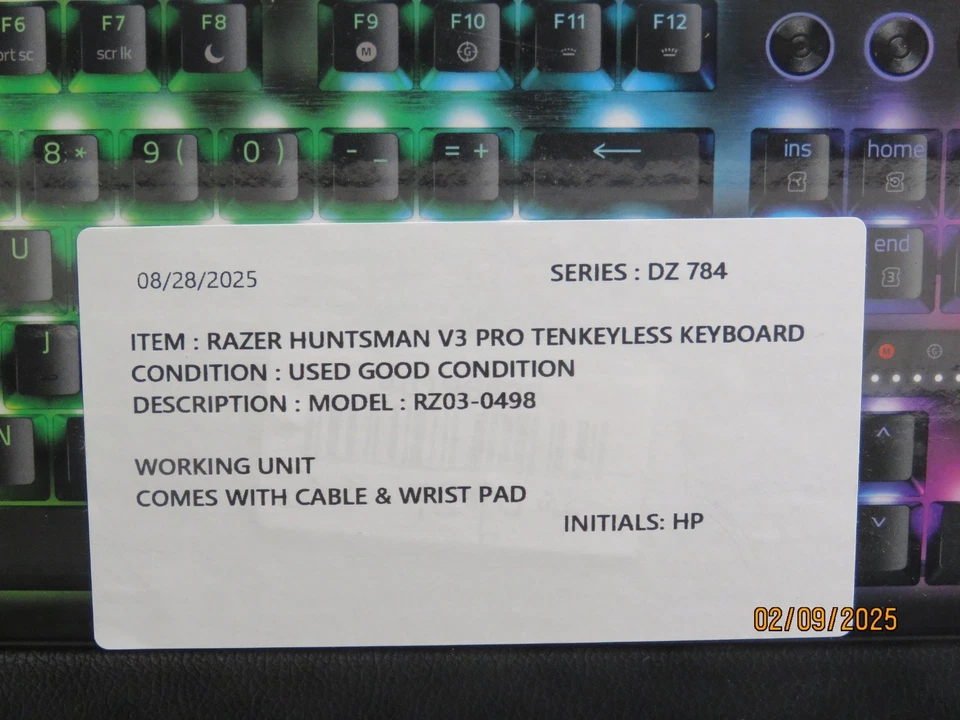 F6 F7 F8 F9 F10 F11 F12
scr lk M G
8 * 9 ( 0 ) - _ = + ← ins home
U end
3
J M G
N
08/28/2025
SERIES : DZ 784
ITEM : RAZER HUNTSMAN V3 PRO TENKEYLESS KEYBOARD
CONDITION : USED GOOD CONDITION
DESCRIPTION : MODEL : RZ03-0498
WORKING UNIT
COMES WITH CABLE & WRIST PAD
INITIALS: HP
02/09/2025